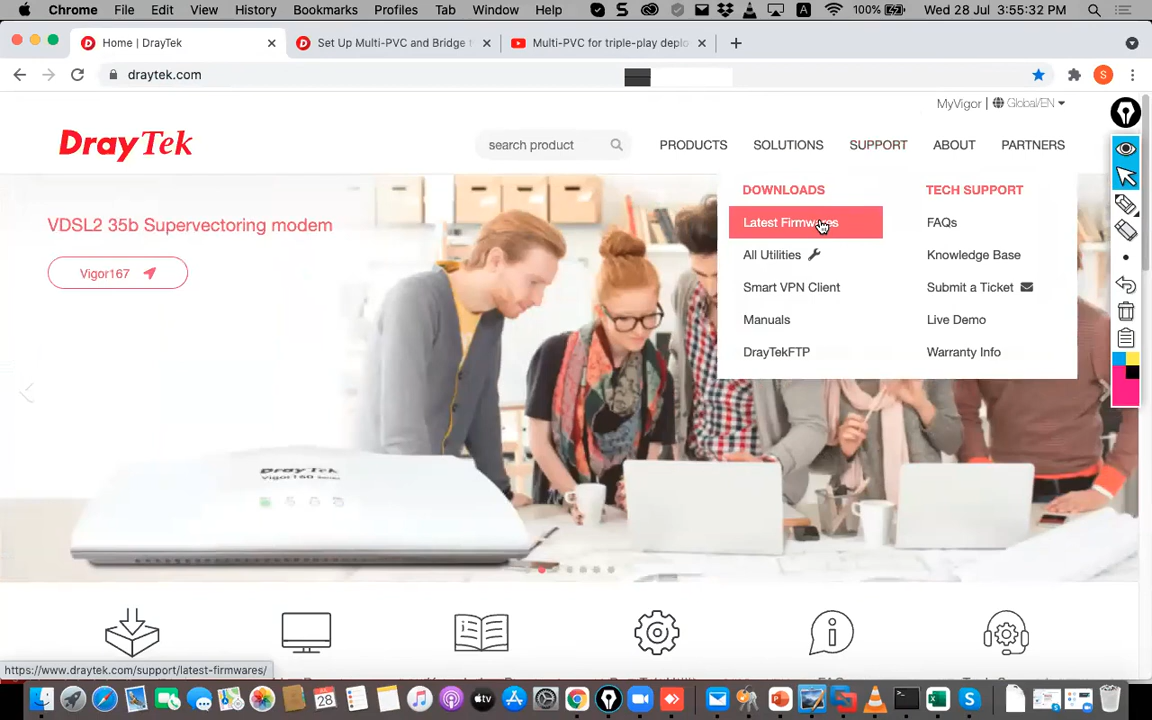 Chrome File Edit View History Bookmarks Profiles Tab Window Help A 100% Wed 28 Jul 3:55:32 PM
Home | DrayTek Set Up Multi-PVC and Bridge Multi-PVC for triple-play deplo
draytek.com S
MyVigor | Global/EN
DrayTek
search product PRODUCTS SOLUTIONS SUPPORT ABOUT PARTNERS
VDSL2 35b Supervectoring modem
Vigor167
DOWNLOADS
Latest Firmwares
All Utilities
Smart VPN Client
Manuals
DrayTekFTP
TECH SUPPORT
FAQs
Knowledge Base
Submit a Ticket
Live Demo
Warranty Info
DrayTek
Vigor160 Series
https://www.draytek.com/support/latest-firmwares/